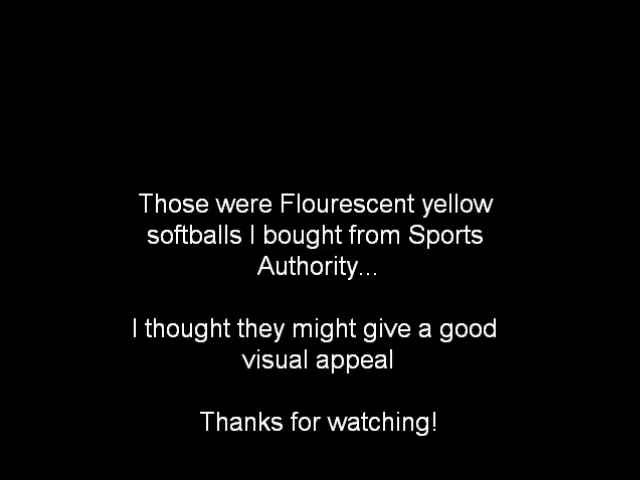 Those were Flourescent yellow
softballs I bought from Sports
Authority...
I thought they might give a good
visual appeal
Thanks for watching!